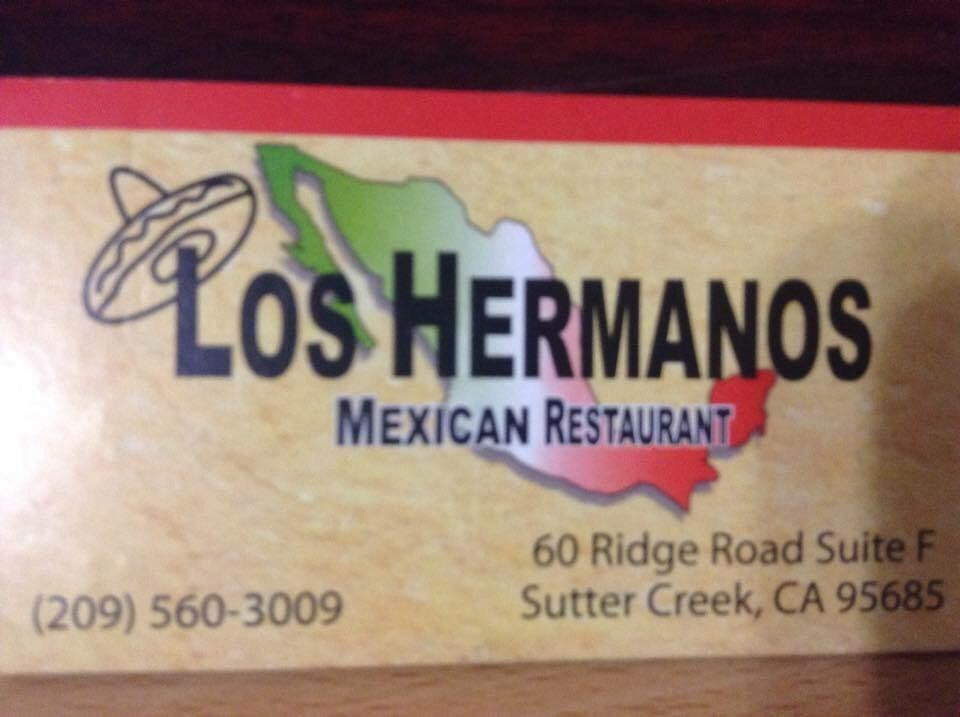 LOS HERMANOS
MEXICAN RESTAURANT
60 Ridge Road Suite F
Sutter Creek, CA 95685
(209) 560-3009